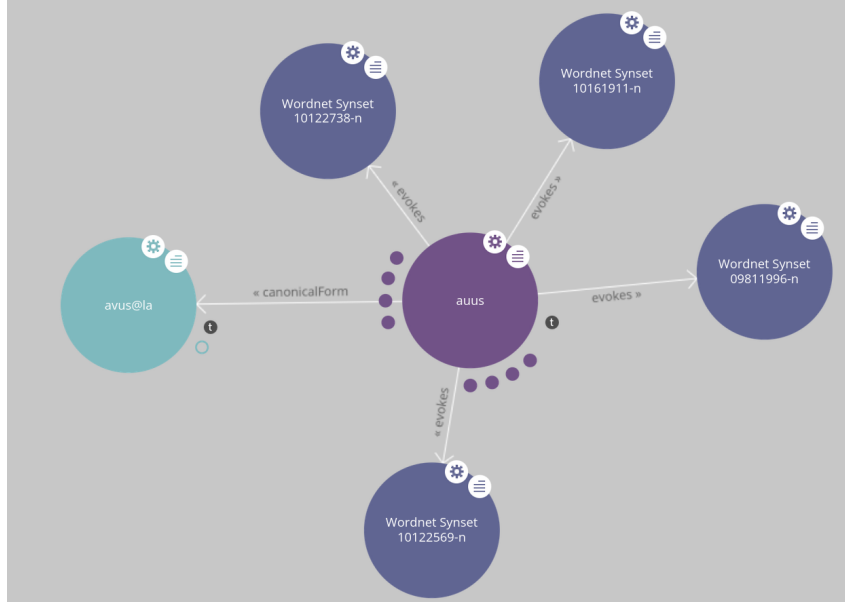 Wordnet Synset
10161911-n
Wordnet Synset
10122738-n
evokes »
« evokes
Wordnet Synset
09811996-n
avus@la
« canonicalForm
auus
evokes »
t
t
« evokes
Wordnet Synset
10122569-n